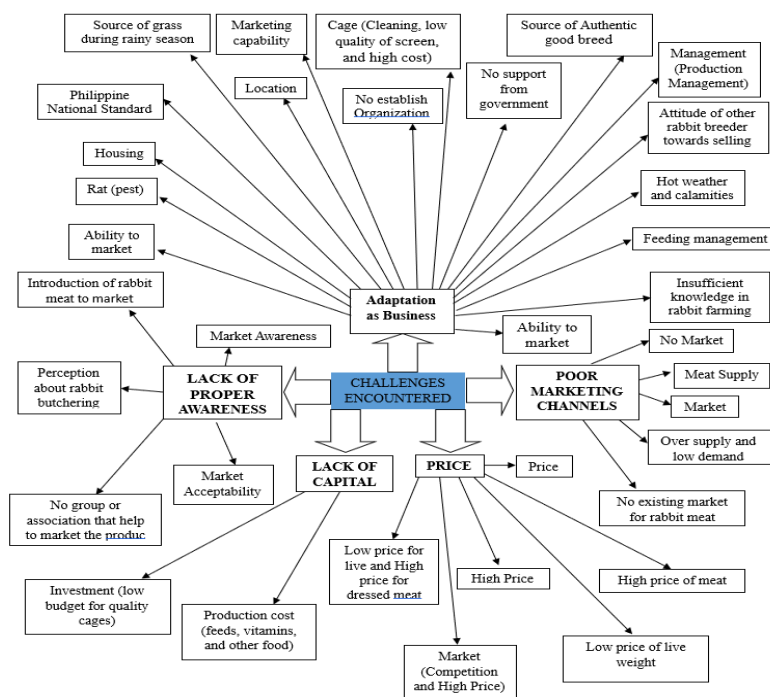 Source of grass
during rainy season
Marketing
capability
Cage (Cleaning, low
quality of screen,
and high cost)
Source of Authentic
good breed
Management
(Production
Management)
No support
from
government
Location
No establish
Organization
Philippine
National Standard
Attitude of other
rabbit breeder
towards selling
Housing
Rat (pest)
Hot weather
and calamities
Ability to
market
Feeding management
Introduction of rabbit
meat to market
Adaptation
as Business
Insufficient
knowledge in
rabbit farming
Market Awareness
Ability to
market
No Market
Perception
about rabbit
butchering
LACK OF
PROPER
AWARENESS
CHALLENGES
ENCOUNTERED
POOR
MARKETING
CHANNELS
Meat Supply
Market
Over supply and
low demand
Market
Acceptability
LACK OF
CAPITAL
PRICE
Price
No group or
association that help
to market the produc
No existing market
for rabbit meat
Low price for
live and High
price for
dressed meat
High Price
High price of meat
Investment (low
budget for quality
cages)
Production cost
(feeds, vitamins,
and other food)
Market
(Competition
and High Price)
Low price of live
weight